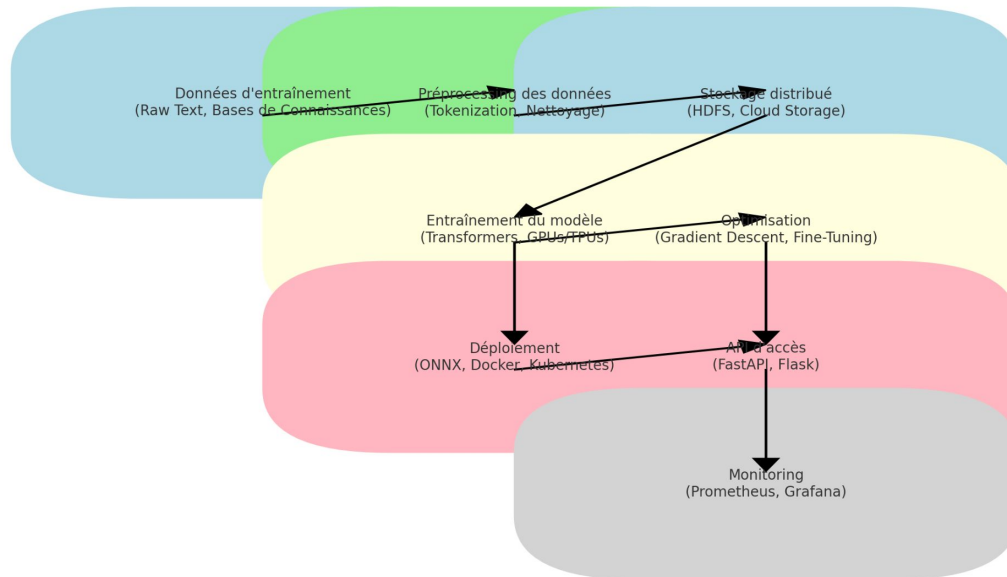 Données d'entraînement
(Raw Text, Bases de Connaissances)
Préprocessing des données
(Tokenization, Nettoyage)
Stockage distribué
(HDFS, Cloud Storage)
Entraînement du modèle
(Transformers, GPUs/TPUs)
Optimisation
(Gradient Descent, Fine-Tuning)
Déploiement
(ONNX, Docker, Kubernetes)
API d'accès
(FastAPI, Flask)
Monitoring
(Prometheus, Grafana)